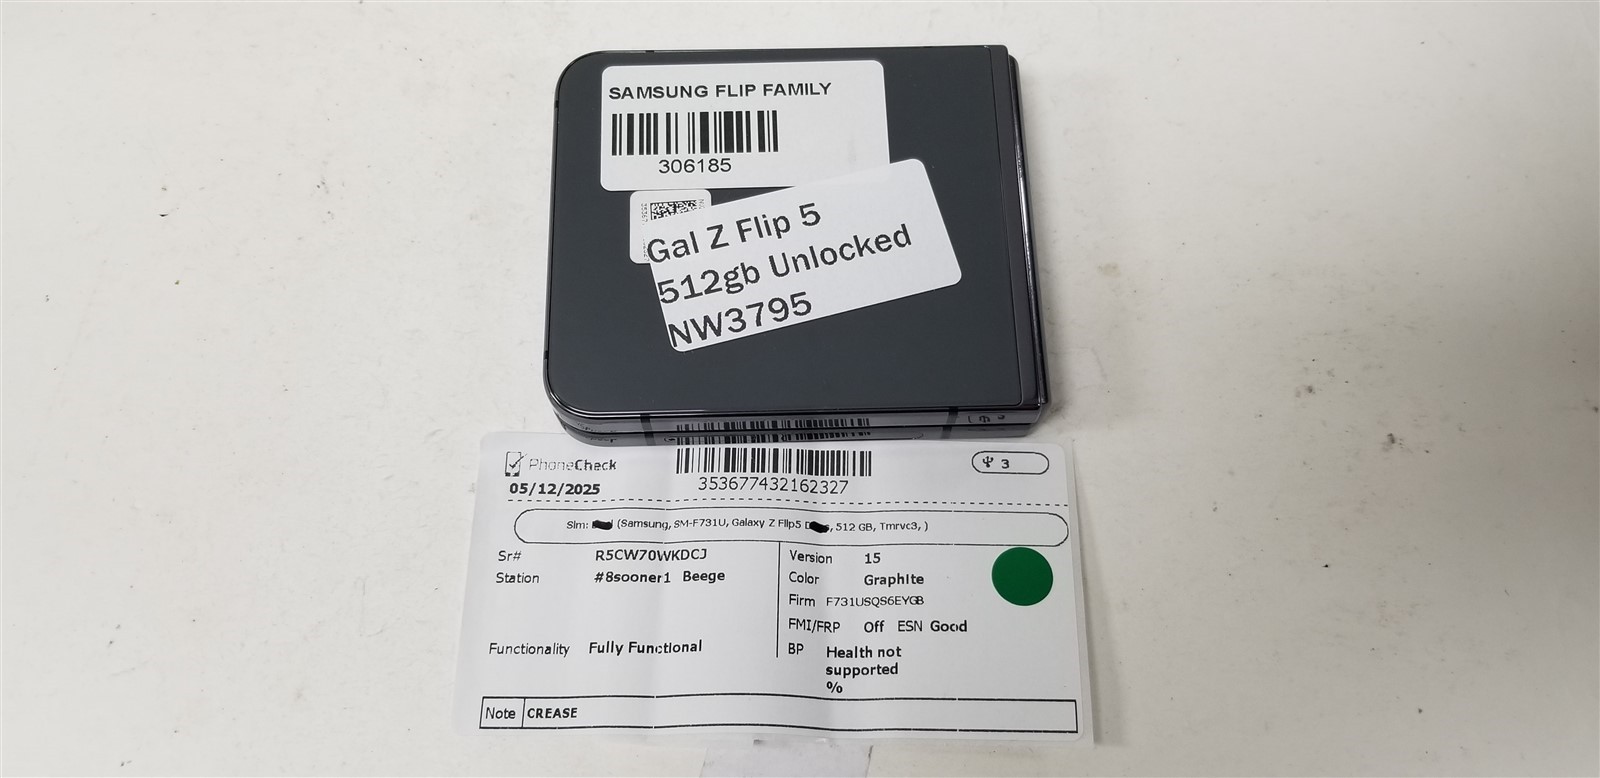 SAMSUNG FLIP FAMILY
306185
Gal Z Flip 5
512gb Unlocked
NW3795
PhoneCheck
05/12/2025
353677432162327
3
Sim: (Samsung, SM-F731U, Galaxy Z Flip5 , 512 GB, Tmrvc3, )
Sr# R5CW70WKDCJ
Station #8sooner1 Beege
Functionality Fully Functional
Version 15
Color Graphite
Firm F731USQS6EYGB
FMI/FRP Off ESN Good
BP Health not
supported
%
Note CREASE